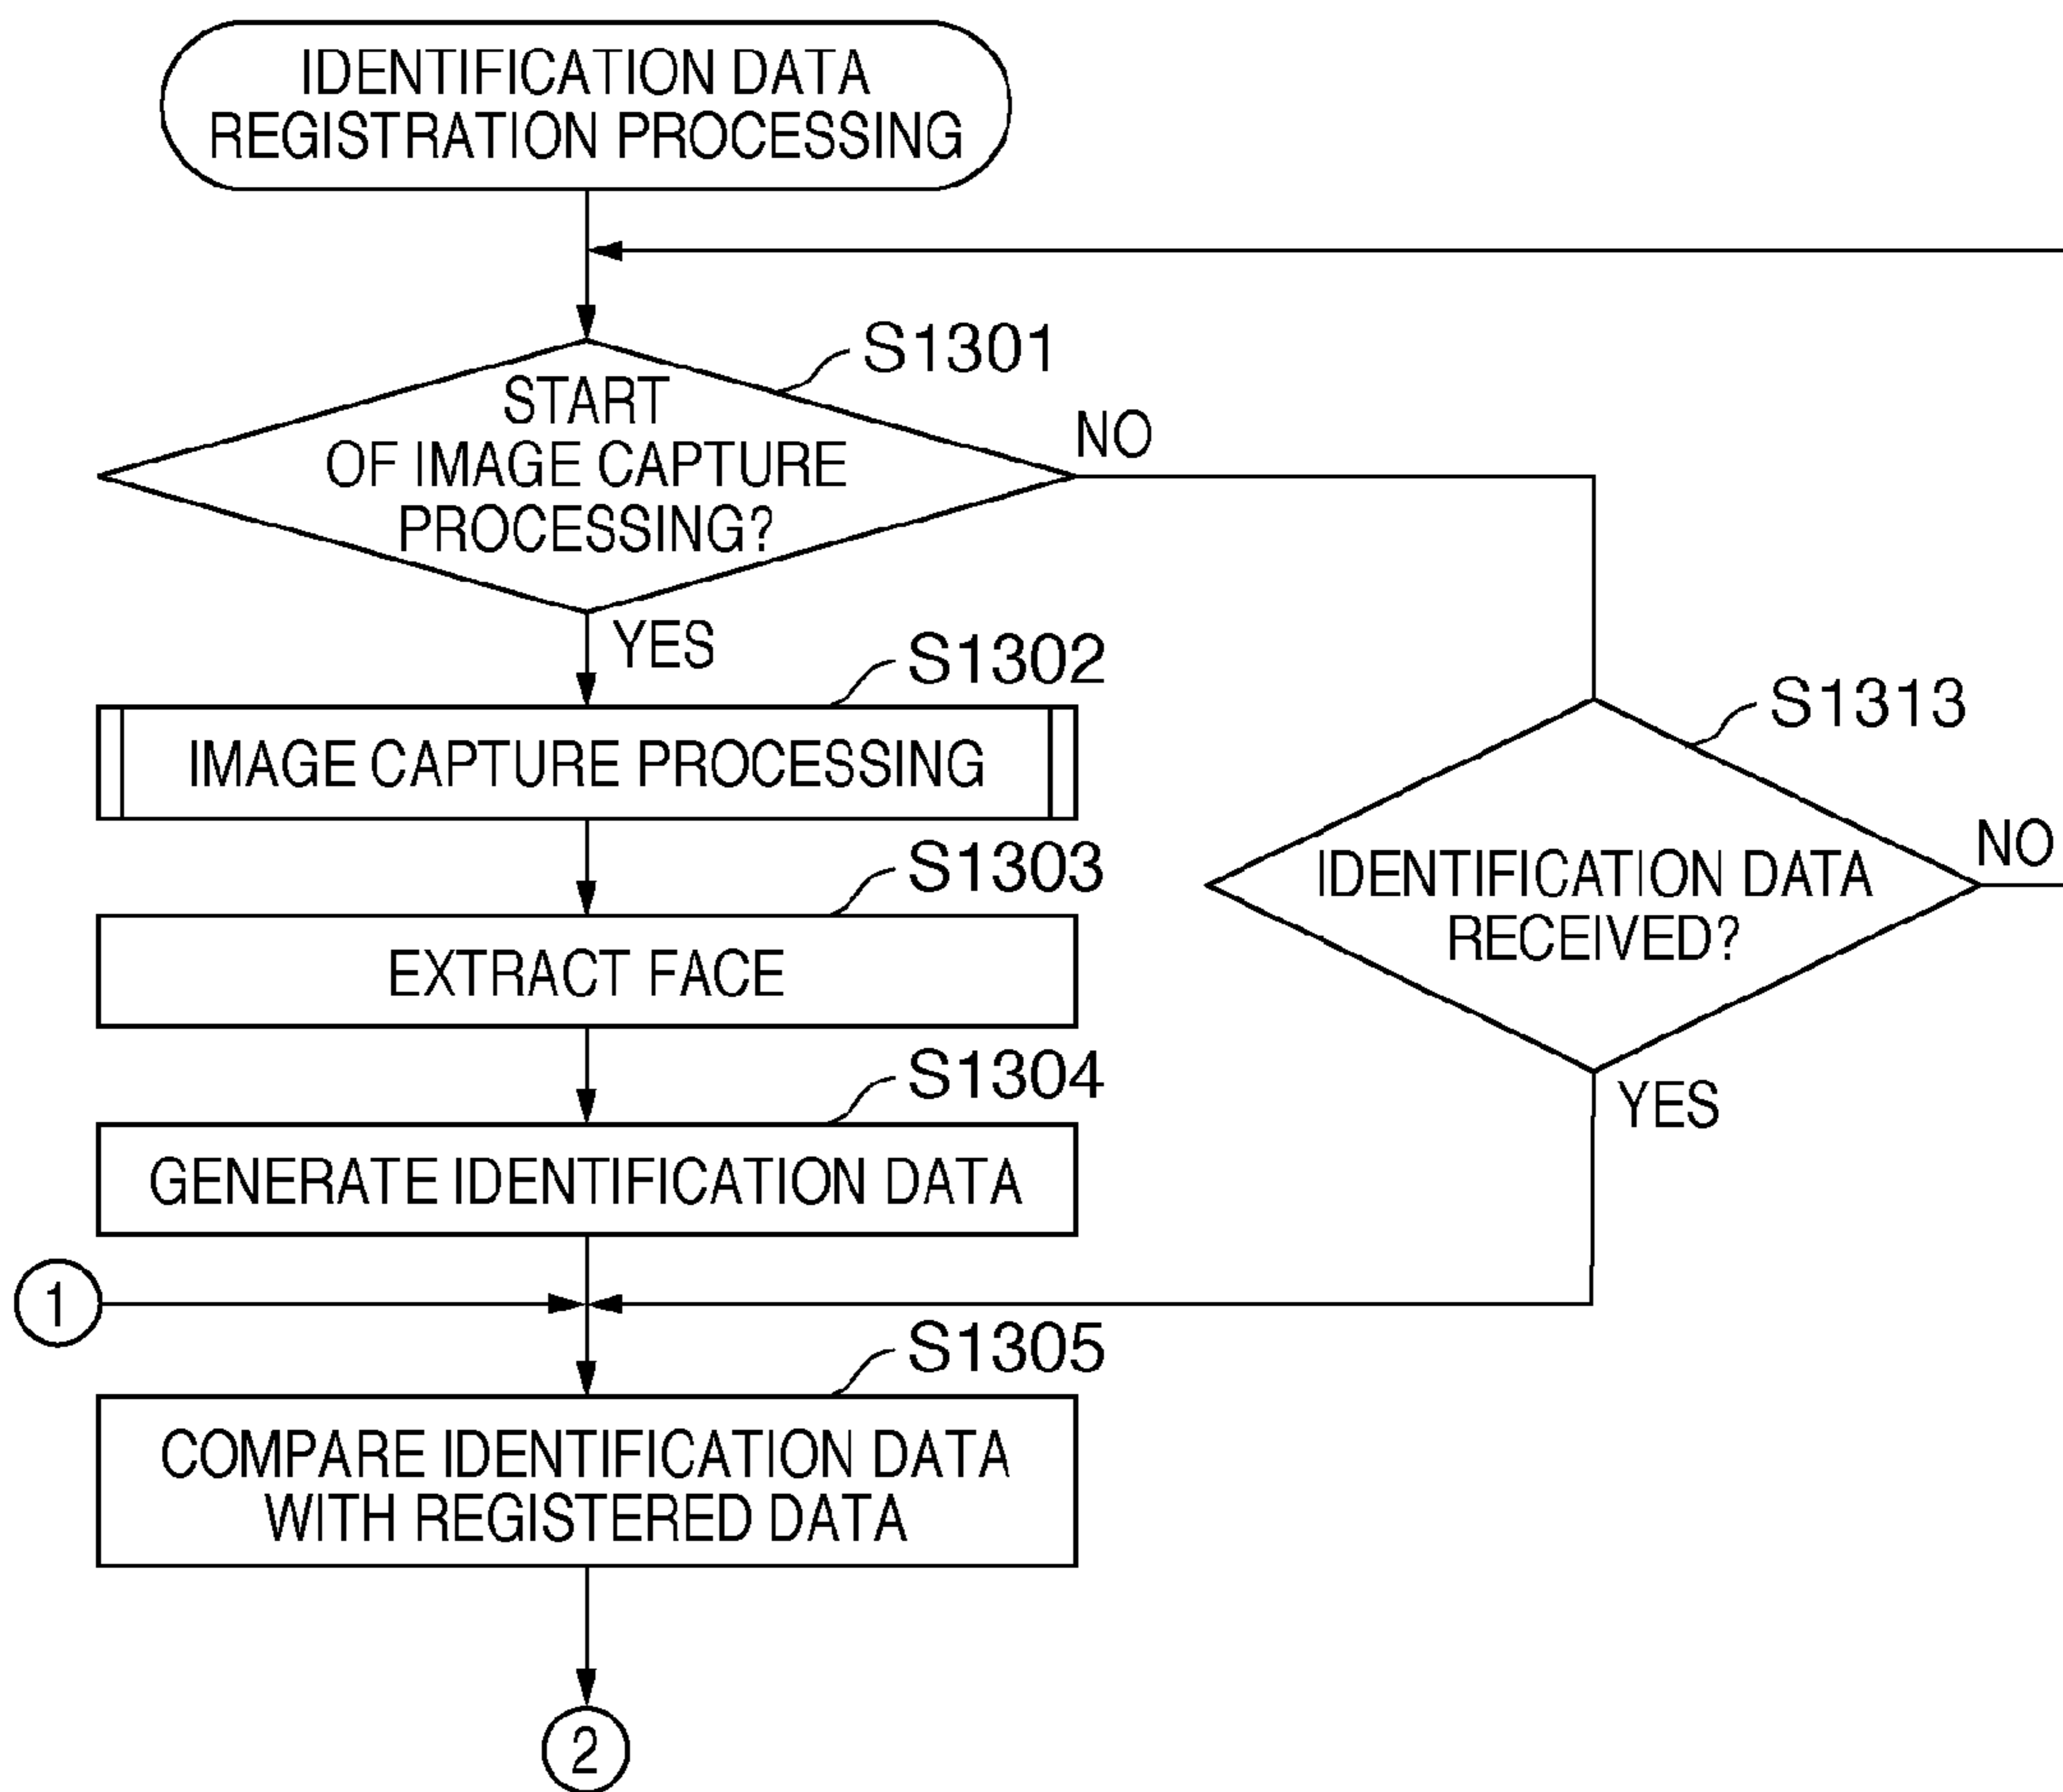 IDENTIFICATION DATA
REGISTRATION PROCESSING
S1301
START
OF IMAGE CAPTURE
PROCESSING?
NO
YES
S1302
IMAGE CAPTURE PROCESSING
S1313
IDENTIFICATION DATA
RECEIVED?
NO
YES
S1303
EXTRACT FACE
S1304
GENERATE IDENTIFICATION DATA
1
S1305
COMPARE IDENTIFICATION DATA
WITH REGISTERED DATA
2